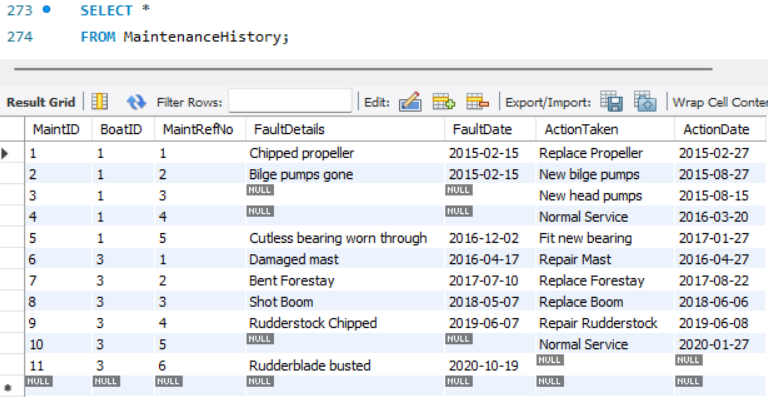 273 SELECT *
274 FROM MaintenanceHistory;
Result Grid Filter Rows: Edit: Export/Import: Wrap Cell Conte
MaintID BoatID MaintRefNo FaultDetails FaultDate ActionTaken ActionDate
1 1 1 Chipped propeller 2015-02-15 Replace Propeller 2015-02-27
2 1 2 Bilge pumps gone 2015-02-15 New bilge pumps 2015-08-27
3 1 3 NULL NULL New head pumps 2015-08-15
4 1 4 NULL NULL Normal Service 2016-03-20
5 1 5 Cutless bearing worn through 2016-12-02 Fit new bearing 2017-01-27
6 3 1 Damaged mast 2016-04-17 Repair Mast 2016-04-27
7 3 2 Bent Forestay 2017-07-10 Replace Forestay 2017-08-22
8 3 3 Shot Boom 2018-05-07 Replace Boom 2018-06-06
9 3 4 Rudderstock Chipped 2019-06-07 Repair Rudderstock 2019-06-08
10 3 5 NULL NULL Normal Service 2020-01-27
11 3 6 Rudderblade busted 2020-10-19 NULL NULL
NULL NULL NULL NULL NULL NULL NULL